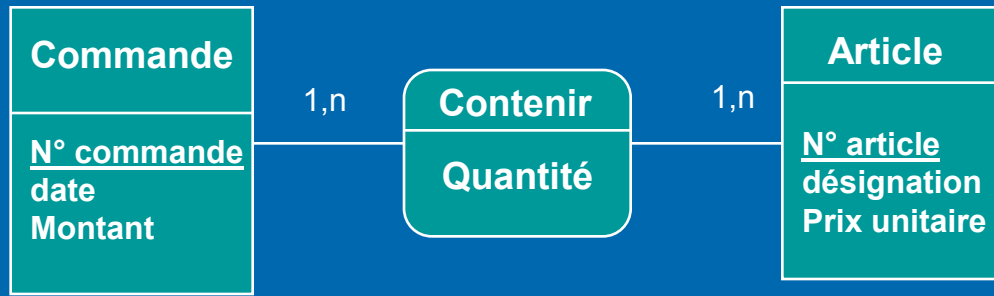 Commande
N° commande
date
Montant
1,n
Contenir
Quantité
1,n
Article
N° article
désignation
Prix unitaire